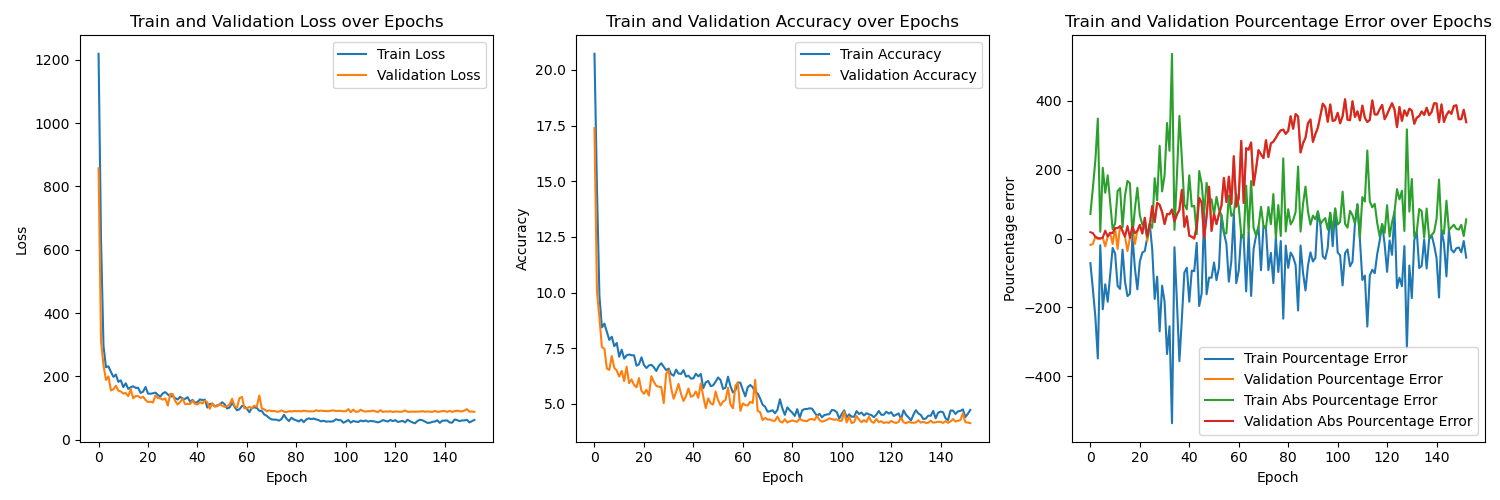 Train and Validation Loss over Epochs
Train Loss
Validation Loss
1200
1000
800
600
400
200
0
Loss
0 20 40 60 80 100 120 140
Epoch
Train and Validation Accuracy over Epochs
Train Accuracy
Validation Accuracy
20.0
17.5
15.0
12.5
10.0
7.5
5.0
Accuracy
0 20 40 60 80 100 120 140
Epoch
Train and Validation Pourcentage Error over Epochs
400
200
0
−200
−400
Pourcentage error
Train Pourcentage Error
Validation Pourcentage Error
Train Abs Pourcentage Error
Validation Abs Pourcentage Error
0 20 40 60 80 100 120 140
Epoch